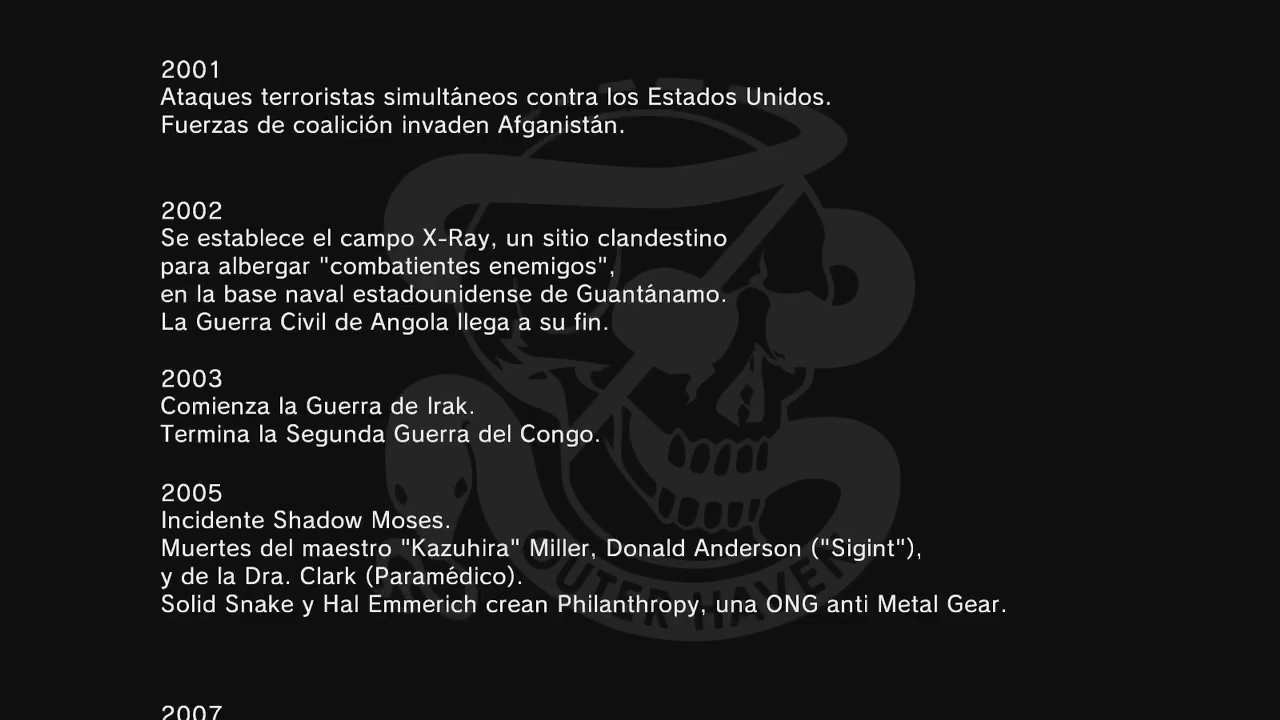 2001
Ataques terroristas simultáneos contra los Estados Unidos.
Fuerzas de coalición invaden Afganistán.
2002
Se establece el campo X-Ray, un sitio clandestino
para albergar "combatientes enemigos",
en la base naval estadounidense de Guantánamo.
La Guerra Civil de Angola llega a su fin.
2003
Comienza la Guerra de Irak.
Termina la Segunda Guerra del Congo.
2005
Incidente Shadow Moses.
Muertes del maestro "Kazuhira" Miller, Donald Anderson ("Sigint"),
y de la Dra. Clark (Paramédico).
Solid Snake y Hal Emmerich crean Philanthropy, una ONG anti Metal Gear.
OUTER HAVEN
2007